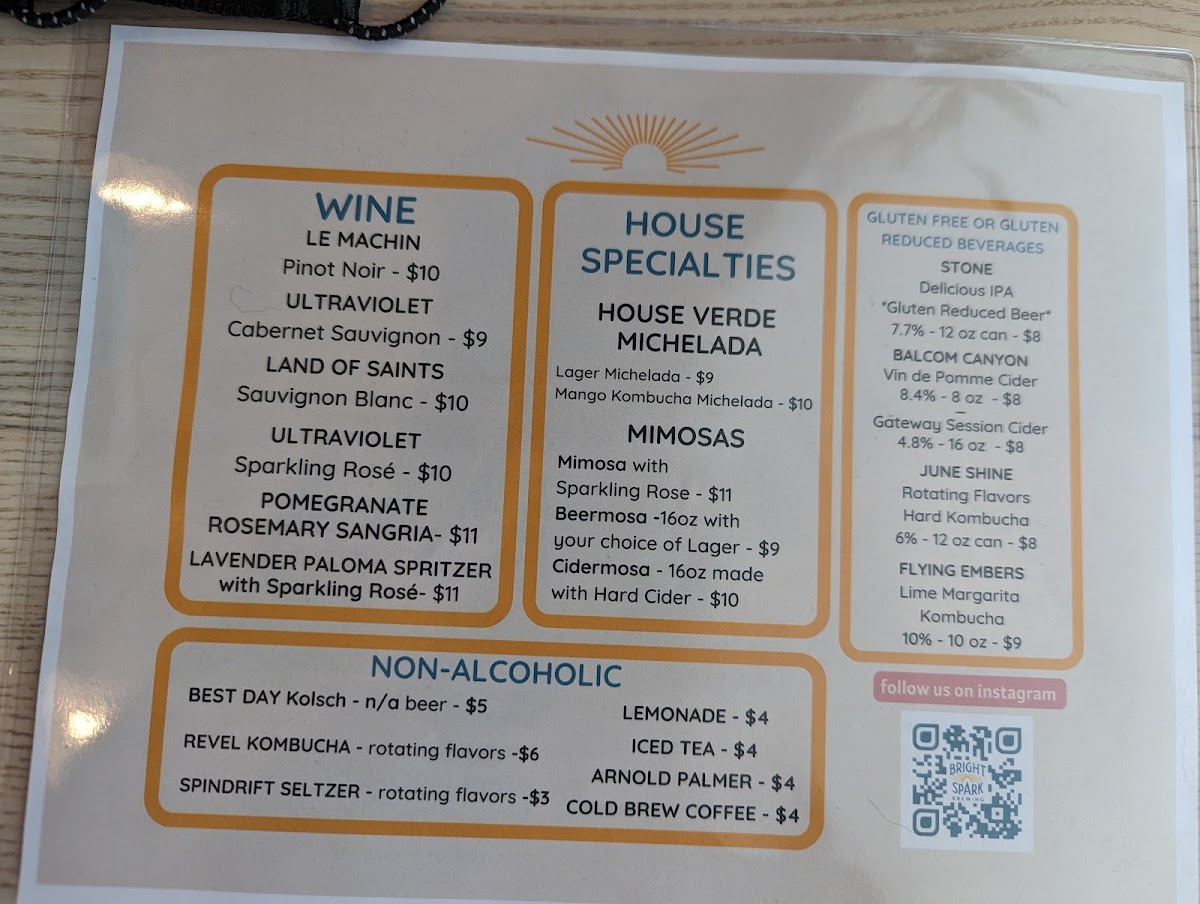 WINE
LE MACHIN
Pinot Noir - $10
ULTRAVIOLET
Cabernet Sauvignon - $9
LAND OF SAINTS
Sauvignon Blanc - $10
ULTRAVIOLET
Sparkling Rosé - $10
POMEGRANATE
ROSEMARY SANGRIA- $11
LAVENDER PALOMA SPRITZER
with Sparkling Rosé- $11
HOUSE
SPECIALTIES
HOUSE VERDE
MICHELADA
Lager Michelada - $9
Mango Kombucha Michelada - $10
MIMOSAS
Mimosa with
Sparkling Rose - $11
Beermosa -16oz with
your choice of Lager - $9
Cidermosa - 16oz made
with Hard Cider - $10
GLUTEN FREE OR GLUTEN
REDUCED BEVERAGES
STONE
Delicious IPA
*Gluten Reduced Beer*
7.7% - 12 oz can - $8
BALCOM CANYON
Vin de Pomme Cider
8.4% - 8 oz - $8
–
Gateway Session Cider
4.8% - 16 oz - $8
JUNE SHINE
Rotating Flavors
Hard Kombucha
6% - 12 oz can - $8
FLYING EMBERS
Lime Margarita
Kombucha
10% - 10 oz - $9
NON-ALCOHOLIC
BEST DAY Kolsch - n/a beer - $5
REVEL KOMBUCHA - rotating flavors -$6
SPINDRIFT SELTZER - rotating flavors -$3
LEMONADE - $4
ICED TEA - $4
ARNOLD PALMER - $4
COLD BREW COFFEE - $4
follow us on instagram
BRIGHT
SPARK
BREWING